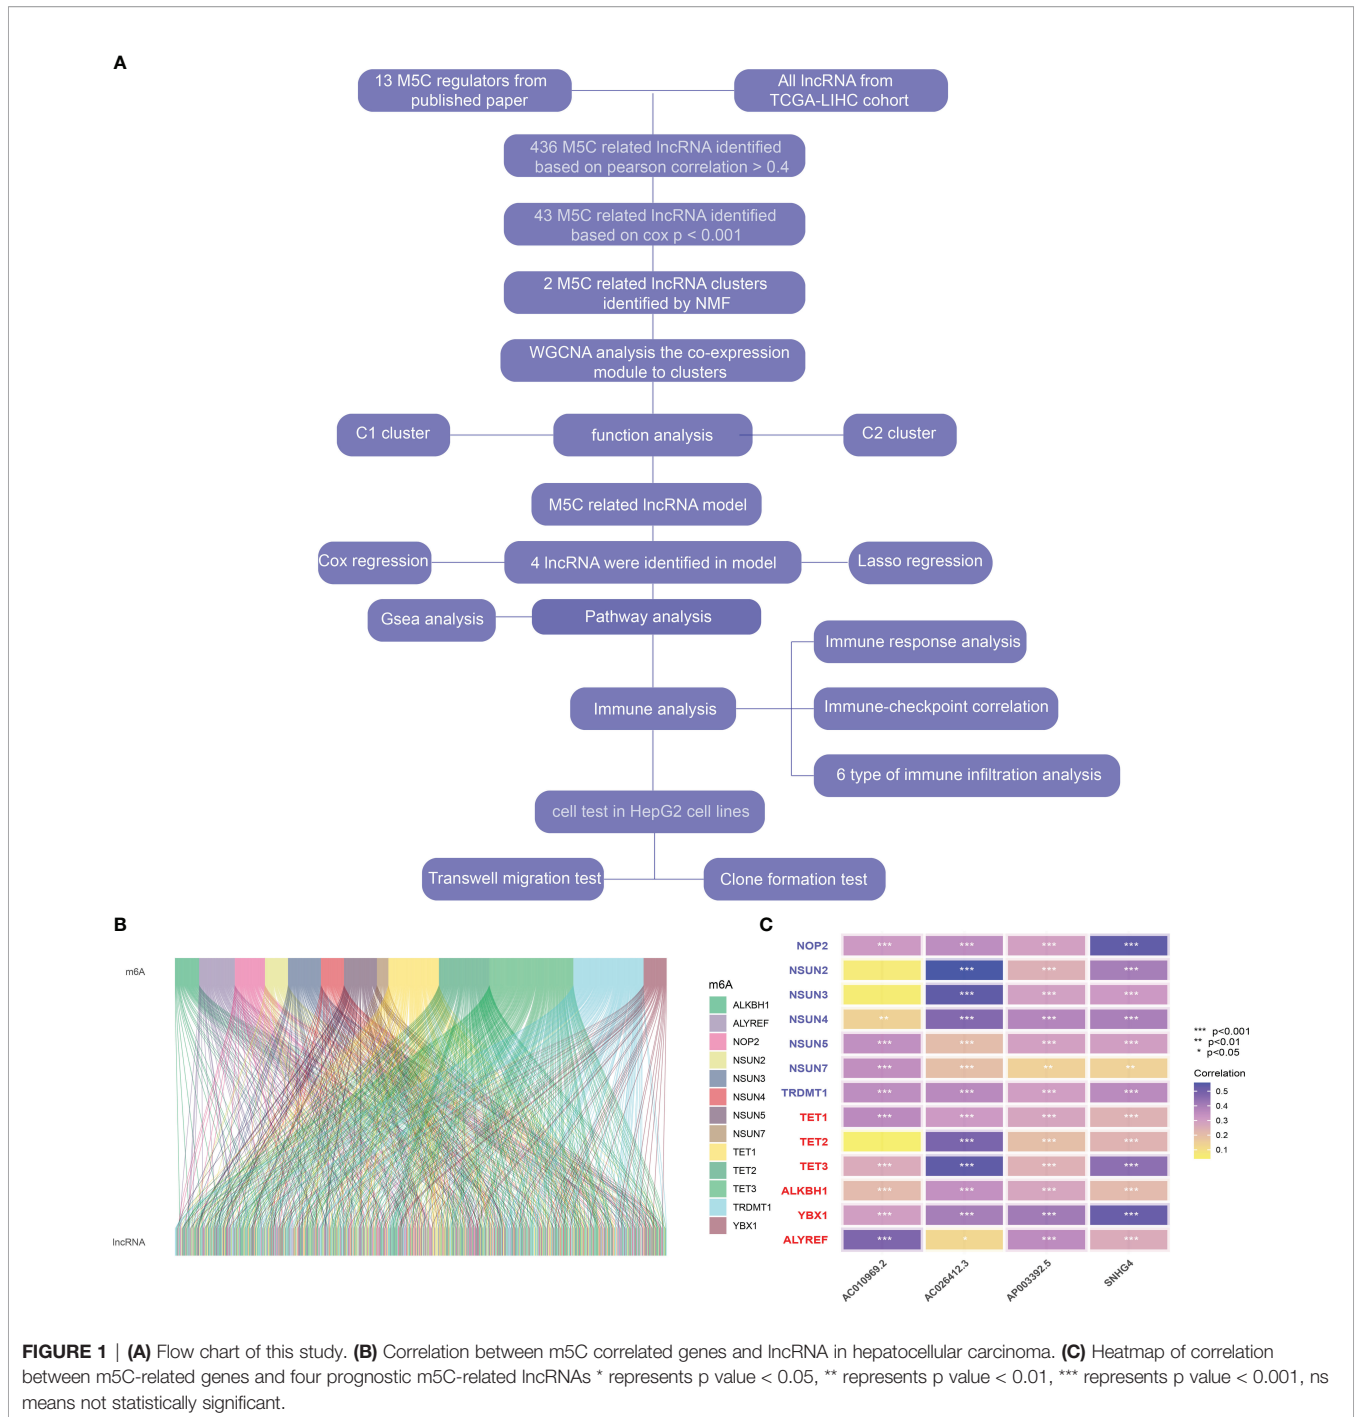 A
13 M5C regulators from
published paper
All lncRNA from
TCGA-LIHC cohort
436 M5C related lncRNA identified
based on pearson correlation > 0.4
43 M5C related lncRNA identified
based on cox p < 0.001
2 M5C related lncRNA clusters
identified by NMF
WGCNA analysis the co-expression
module to clusters
C1 cluster
function analysis
C2 cluster
M5C related lncRNA model
Cox regression
4 lncRNA were identified in model
Lasso regression
Gsea analysis
Pathway analysis
Immune response analysis
Immune analysis
Immune-checkpoint correlation
6 type of immune infiltration analysis
cell test in HepG2 cell lines
Transwell migration test
Clone formation test
B
m6A
lncRNA
m6A
ALKBH1
ALYREF
NOP2
NSUN2
NSUN3
NSUN4
NSUN5
NSUN7
TET1
TET2
TET3
TRDMT1
YBX1
C
NOP2 *** *** *** ***
NSUN2 *** *** ***
NSUN3 *** *** ***
NSUN4 ** *** *** ***
NSUN5 *** *** *** ***
NSUN7 *** *** ** **
TRDMT1 *** *** *** ***
TET1 *** *** *** ***
TET2 *** *** ***
TET3 *** *** *** ***
ALKBH1 *** *** *** ***
YBX1 *** *** *** ***
ALYREF *** * *** ***
AC010969.2
AC026412.3
AP003392.5
SNHG4
*** p<0.001
** p<0.01
* p<0.05
Correlation
0.5
0.4
0.3
0.2
0.1
FIGURE 1 | (A) Flow chart of this study. (B) Correlation between m5C correlated genes and lncRNA in hepatocellular carcinoma. (C) Heatmap of correlation
between m5C-related genes and four prognostic m5C-related lncRNAs * represents p value < 0.05, ** represents p value < 0.01, *** represents p value < 0.001, ns
means not statistically significant.